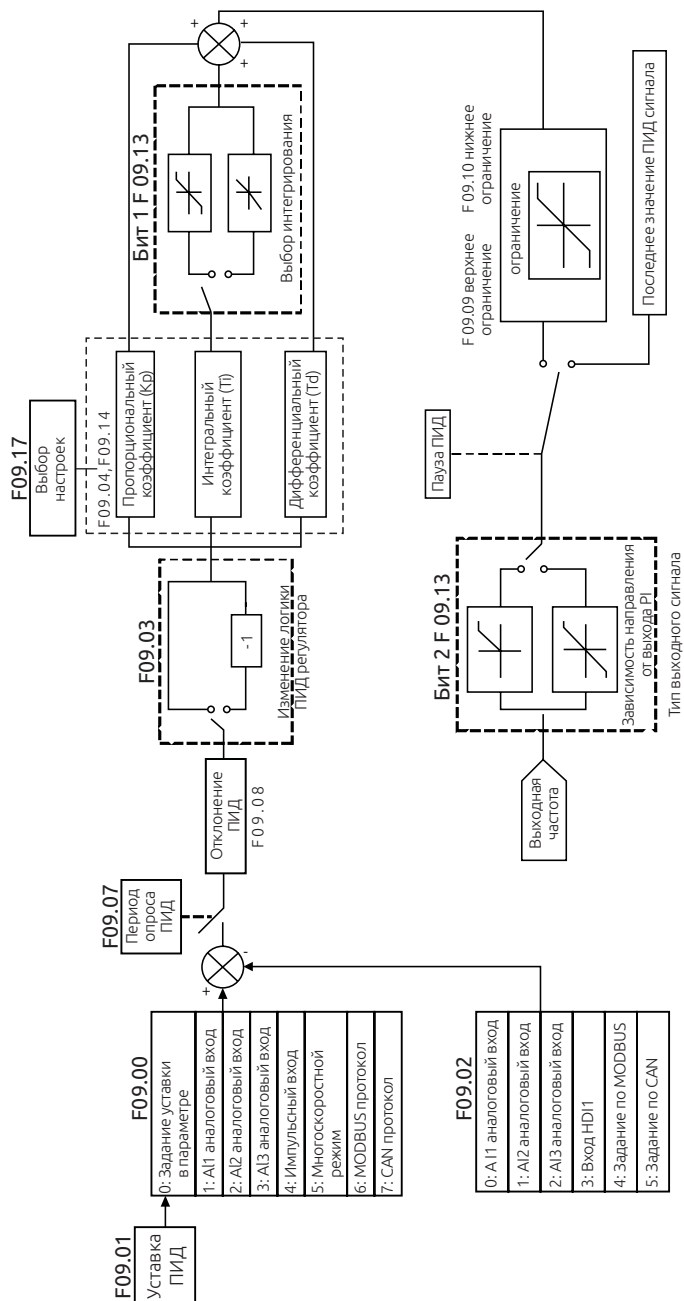 F09.01
Уставка
ПИД
F09.00
0: Задание уставки
в параметре
1: AI1 аналоговый вход
2: AI2 аналоговый вход
3: AI3 аналоговый вход
4: Импульсный вход
5: Многоскоростной
режим
6: MODBUS протокол
7: CAN протокол
F09.02
0: AI1 аналоговый вход
1: AI2 аналоговый вход
2: AI3 аналоговый вход
3: Вход HDI1
4: Задание по MODBUS
5: Задание по CAN
+
-
F09.07
Период
опроса
ПИД
Отклонение
ПИД
F09.08
F09.03
-1
Изменение логики
ПИД регулятора
F09.17
Выбор
настроек
F09.04,F09.14
Пропорциональный
коэффициент (Kp)
Интегральный
коэффициент (Ti)
Дифференциальный
коэффициент (Td)
Бит 1 F 09.13
Выбор интегрирования
+
+
+
Выходная
частота
Бит 2 F 09.13
Зависимость направления
от выхода PI
Тип выходного сигнала
Пауза ПИД
F 09.09 верхнее
ограничение
F 09.10 нижнее
ограничение
ограничение
Последнее значение ПИД сигнала